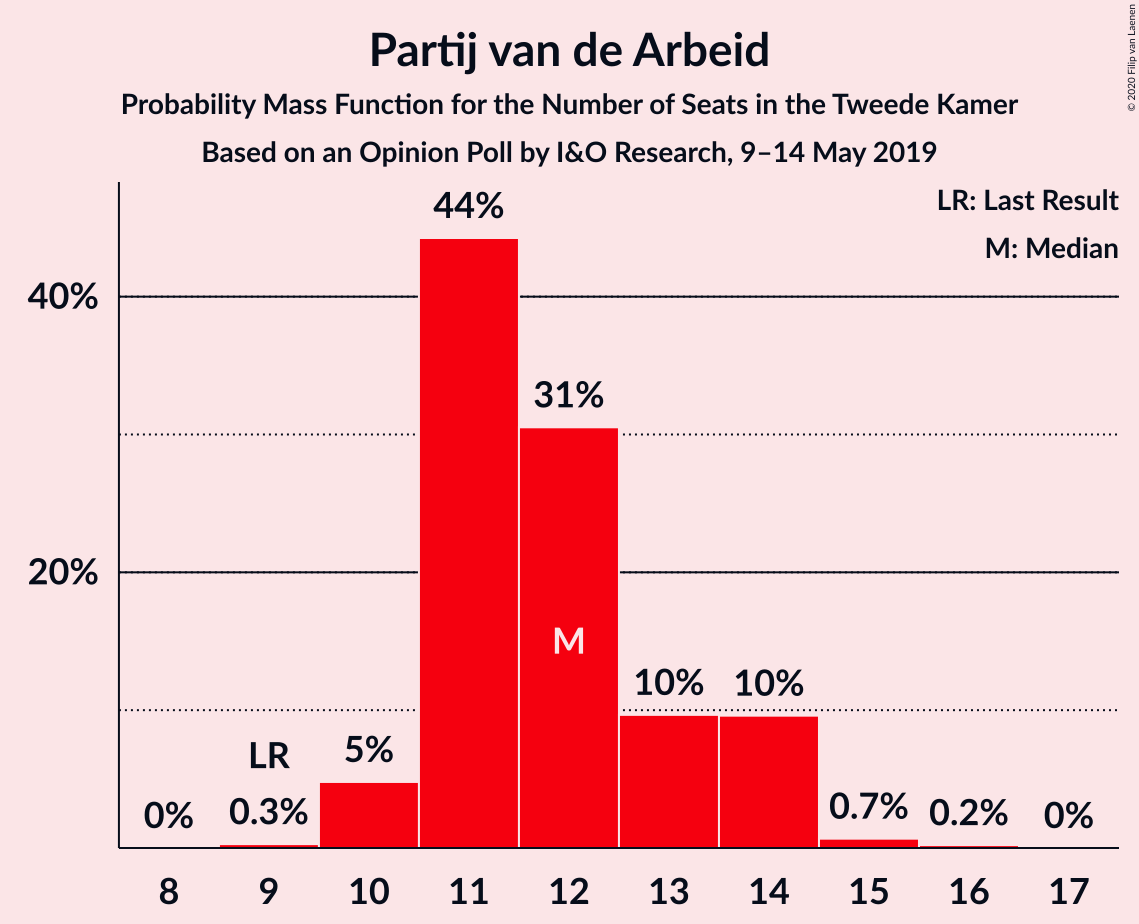 Partij van de Arbeid
Probability Mass Function for the Number of Seats in the Tweede Kamer
Based on an Opinion Poll by I&O Research, 9–14 May 2019
© 2020 Filip van Laenen
LR: Last Result
M: Median
44%
40%
31%
20%
M
10%
10%
LR
5%
0%
0.3%
0.7%
0.2%
0%
8 9 10 11 12 13 14 15 16 17